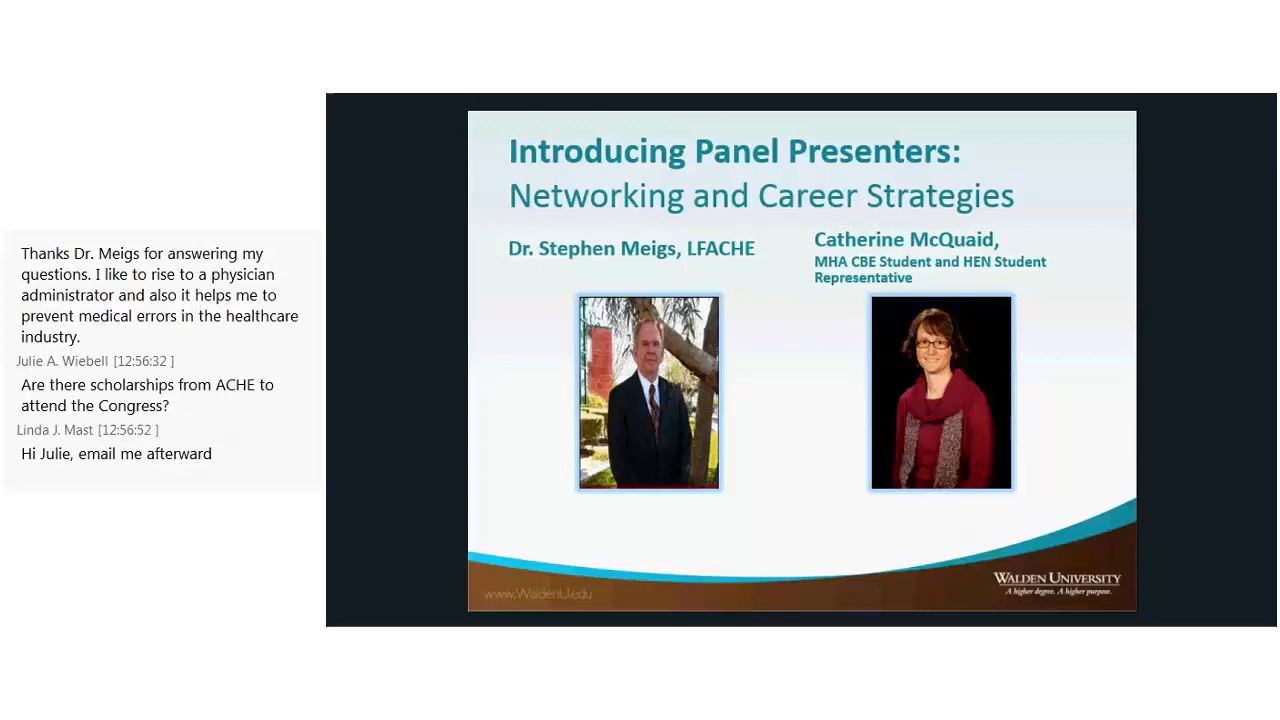 Thanks Dr. Meigs for answering my
questions. I like to rise to a physician
administrator and also it helps me to
prevent medical errors in the healthcare
industry.
Julie A. Wiebell [12:56:32 ]
Are there scholarships from ACHE to
attend the Congress?
Linda J. Mast [12:56:52 ]
Hi Julie, email me afterward
Introducing Panel Presenters:
Networking and Career Strategies
Dr. Stephen Meigs, LFACHE
Catherine McQuaid,
MHA CBE Student and HEN Student
Representative
www.WaldenU.edu
WALDEN UNIVERSITY
A higher degree. A higher purpose.